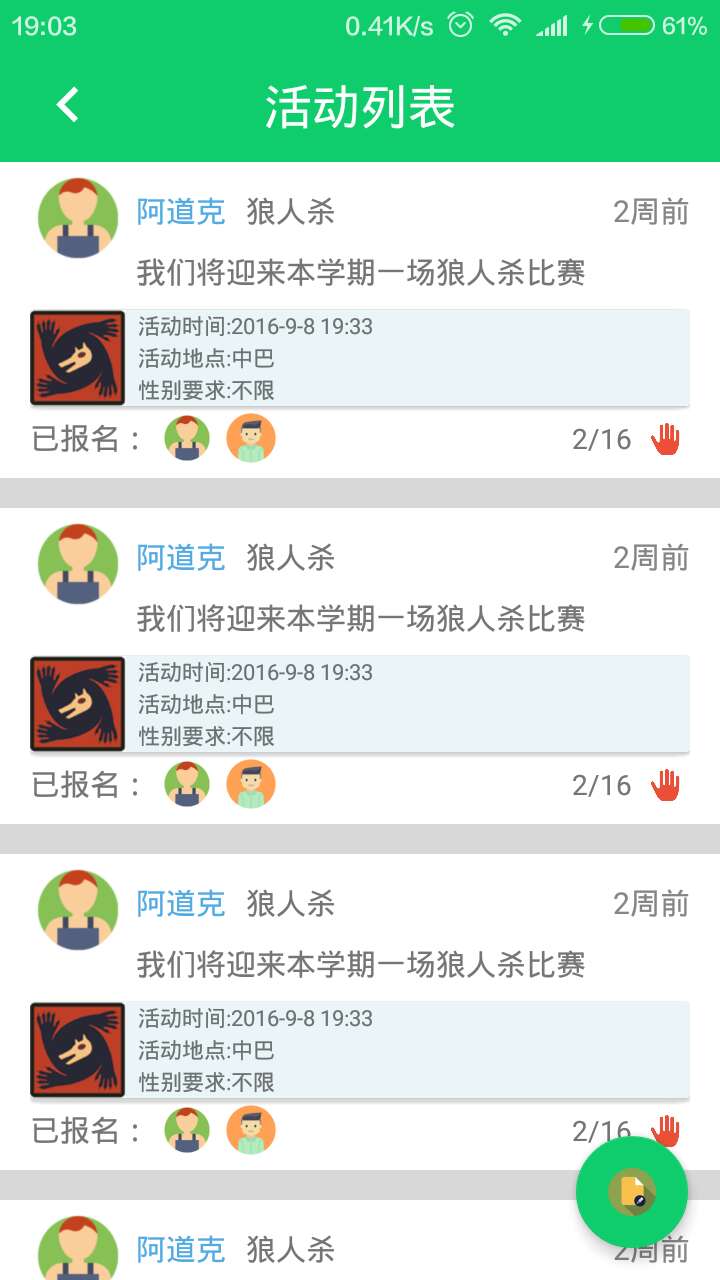 19:03 0.41K/s 61%
活动列表
阿道克 狼人杀 2周前
我们将迎来本学期一场狼人杀比赛
活动时间:2016-9-8 19:33
活动地点:中巴
性别要求:不限
已报名： 2/16
阿道克 狼人杀 2周前
我们将迎来本学期一场狼人杀比赛
活动时间:2016-9-8 19:33
活动地点:中巴
性别要求:不限
已报名： 2/16
阿道克 狼人杀 2周前
我们将迎来本学期一场狼人杀比赛
活动时间:2016-9-8 19:33
活动地点:中巴
性别要求:不限
已报名： 2/16
阿道克 狼人杀 2周前